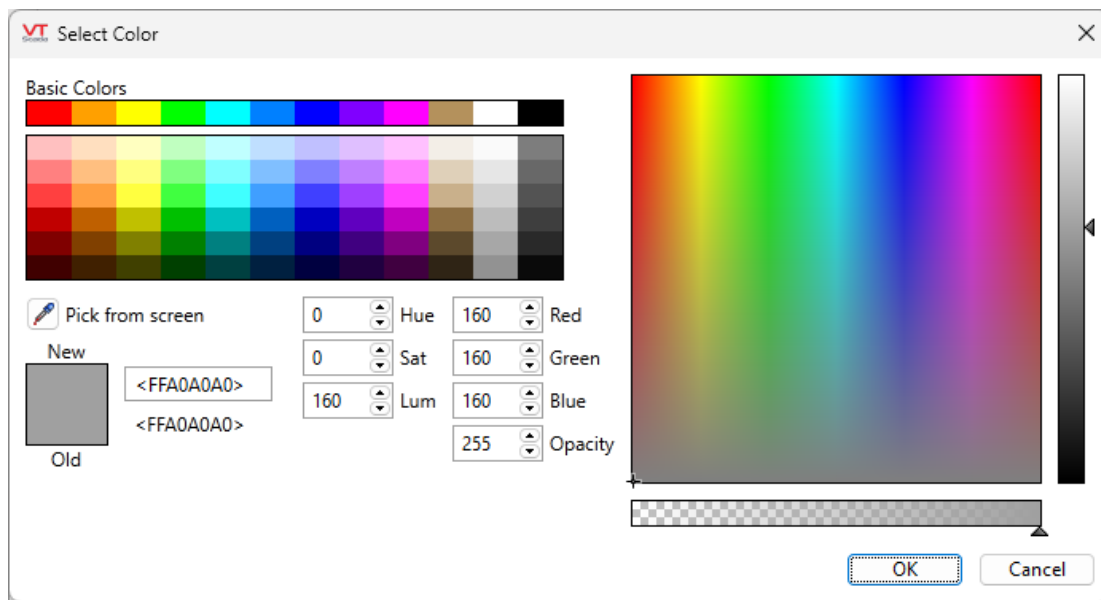 VT
Scada
Select Color
Basic Colors
Pick from screen
New
<FFA0A0A0>
<FFA0A0A0>
Old
0 Hue
0 Sat
160 Lum
160 Red
160 Green
160 Blue
255 Opacity
OK
Cancel